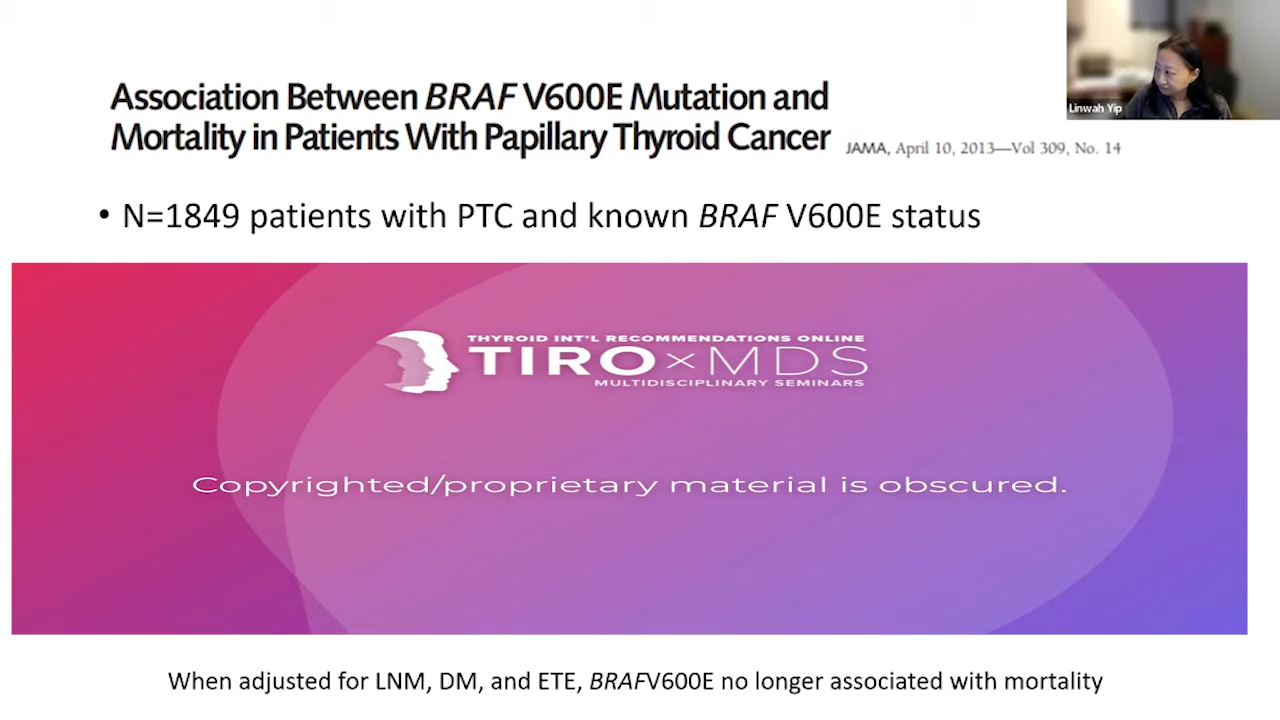 Linwah Yip
Association Between BRAF V600E Mutation and
Mortality in Patients With Papillary Thyroid Cancer
JAMA, April 10, 2013—Vol 309, No. 14
• N=1849 patients with PTC and known BRAF V600E status
THYROID INT'L RECOMMENDATIONS ONLINE
TIRO×MDS
MULTIDISCIPLINARY SEMINARS
Copyrighted/proprietary material is obscured.
When adjusted for LNM, DM, and ETE, BRAFV600E no longer associated with mortality